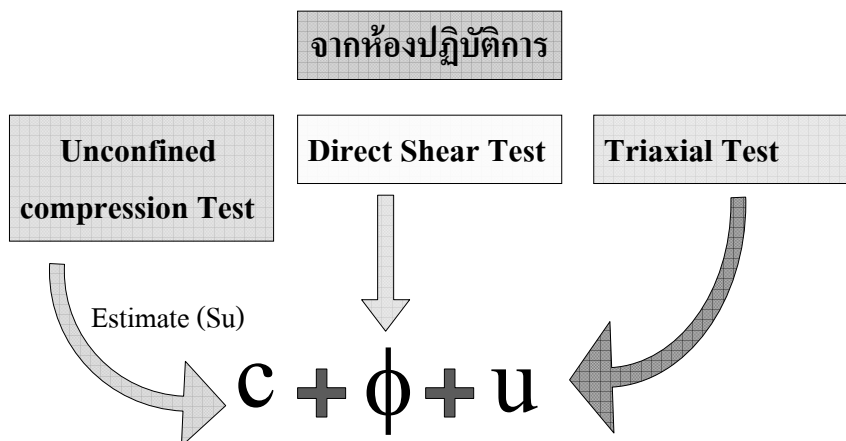 จากห้องปฏิบัติการ
Unconfined
compression Test
Direct Shear Test
Triaxial Test
Estimate (Su)
c + ϕ + u